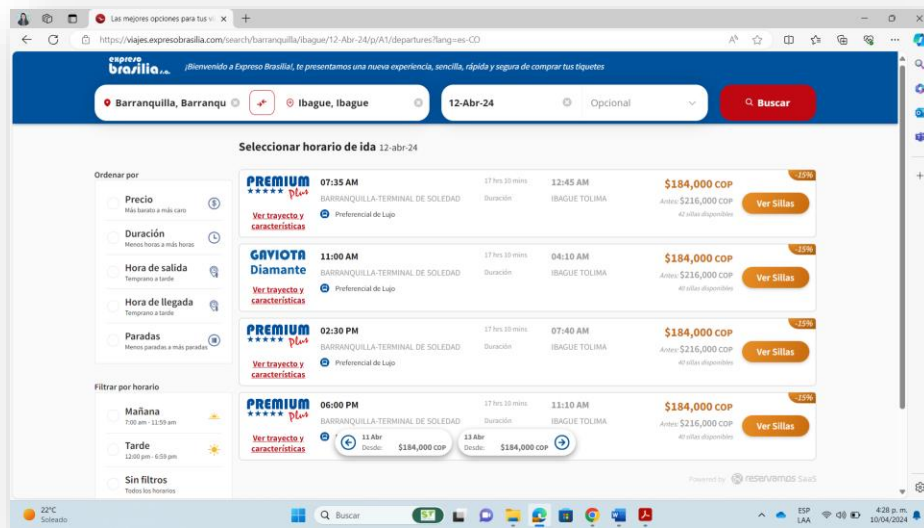 Las mejores opciones para tus vi
https://viajes.expresobrasilia.com/search/barranquilla/ibague/12-Abr-24/p/A1/departures?lang=es-CO
expreso brasilia s.a.
¡Bienvenido a Expreso Brasilia!, te presentamos una nueva experiencia, sencilla, rápida y segura de comprar tus tiquetes
Barranquilla, Barranqu
Ibague, Ibague
12-Abr-24
Opcional
Buscar
Seleccionar horario de ida 12-abr-24
Ordenar por
Precio
Más barato a más caro
Duración
Menos horas a más horas
Hora de salida
Temprano a tarde
Hora de llegada
Temprano a tarde
Paradas
Menos paradas a más paradas
Filtrar por horario
Mañana
7:00 am - 11:59 am
Tarde
12:00 pm - 6:59 pm
Sin filtros
Todos los horarios
PREMIUM Plus
Ver trayecto y
características
07:35 AM
BARRANQUILLA-TERMINAL DE SOLEDAD
Preferencial de Lujo
17 hrs 10 mins
Duración
12:45 AM
IBAGUE TOLIMA
$184,000 COP
Antes $216,000 COP
42 sillas disponibles
-15%
Ver Sillas
GAVIOTA
Diamante
Ver trayecto y
características
11:00 AM
BARRANQUILLA-TERMINAL DE SOLEDAD
Preferencial de Lujo
17 hrs 10 mins
Duración
04:10 AM
IBAGUE TOLIMA
$184,000 COP
Antes $216,000 COP
40 sillas disponibles
-15%
Ver Sillas
PREMIUM Plus
Ver trayecto y
características
02:30 PM
BARRANQUILLA-TERMINAL DE SOLEDAD
Preferencial de Lujo
17 hrs 10 mins
Duración
07:40 AM
IBAGUE TOLIMA
$184,000 COP
Antes $216,000 COP
40 sillas disponibles
-15%
Ver Sillas
PREMIUM Plus
Ver trayecto y
características
06:00 PM
BARRANQUILLA-TERMINAL DE SOLEDAD
17 hrs 10 mins
Duración
11:10 AM
IBAGUE TOLIMA
$184,000 COP
Antes $216,000 COP
40 sillas disponibles
-15%
Ver Sillas
11 Abr
Desde: $184,000 COP
13 Abr
Desde: $184,000 COP
Powered by reservamos SaaS
22°C
Soleado
Buscar
ESP
LAA
4:28 p. m.
10/04/2024